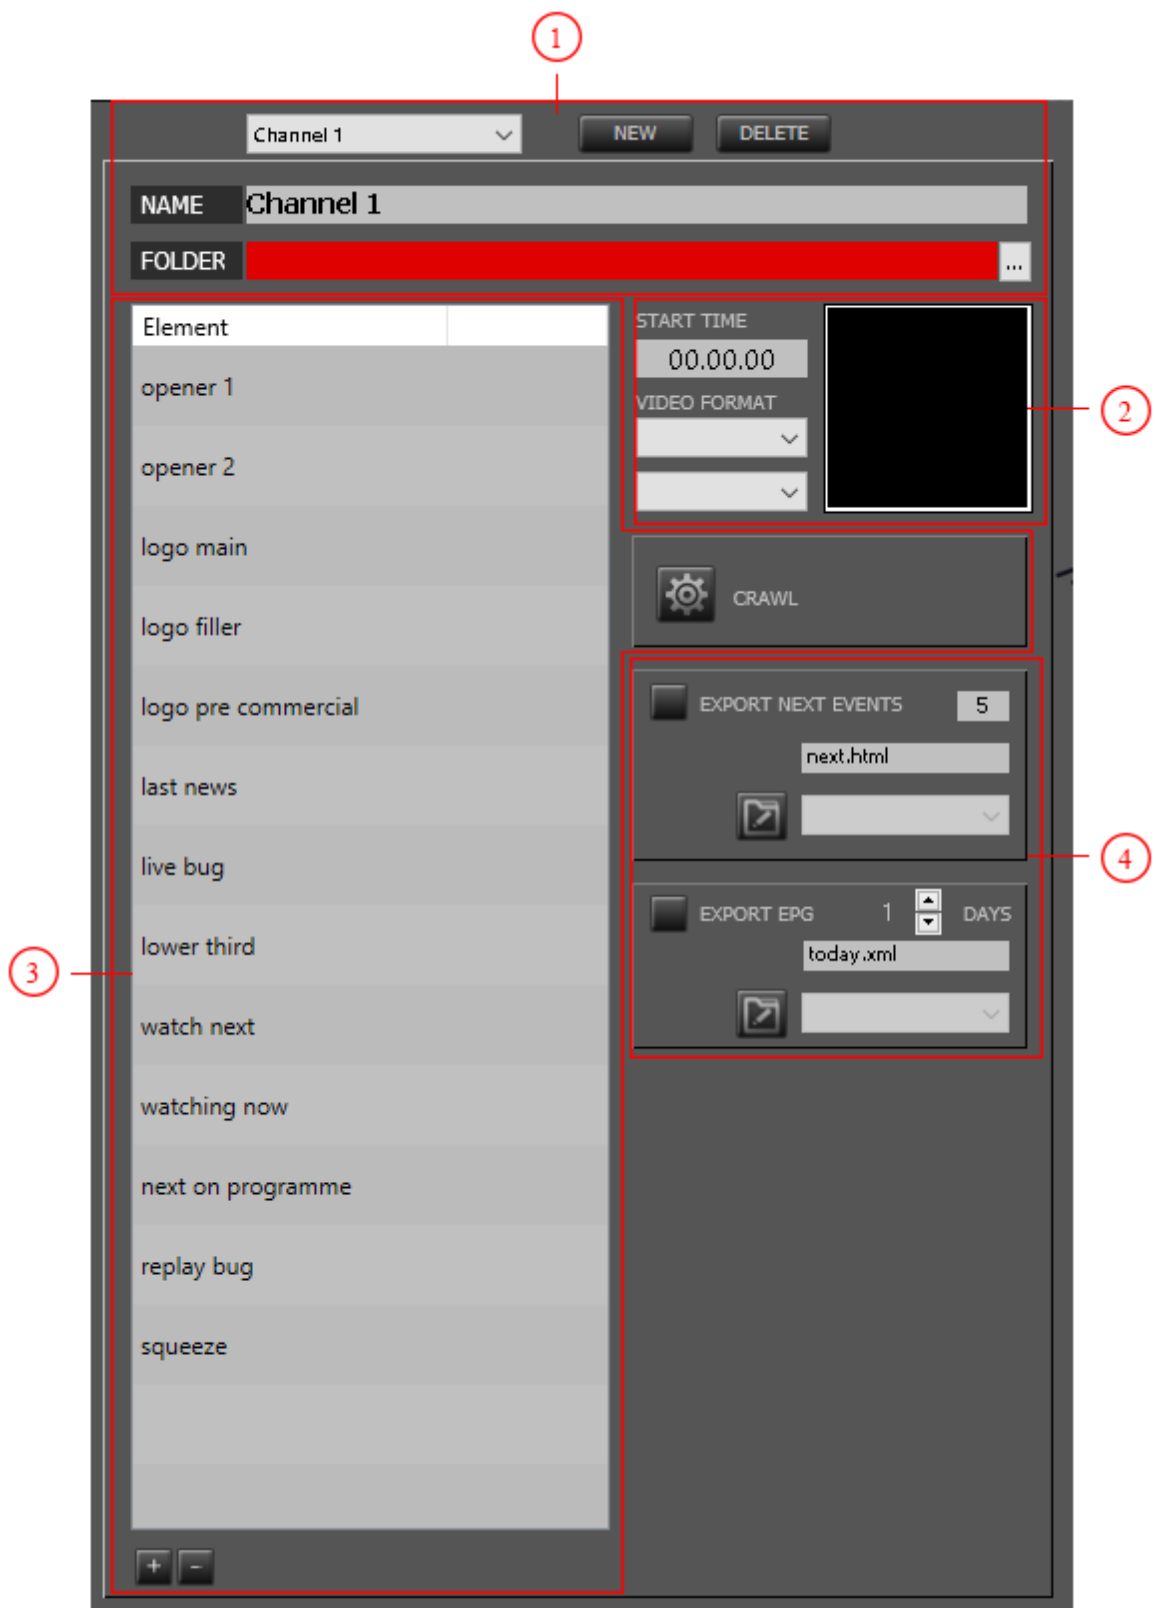 1
Channel 1
NEW
DELETE
NAME
Channel 1
FOLDER
...
Element
opener 1
opener 2
logo main
logo filler
logo pre commercial
last news
live bug
lower third
watch next
watching now
next on programme
replay bug
squeeze
+ -
3
START TIME
00.00.00
VIDEO FORMAT
2
CRAWL
EXPORT NEXT EVENTS 5
next.html
4
EXPORT EPG 1 DAYS
today.xml